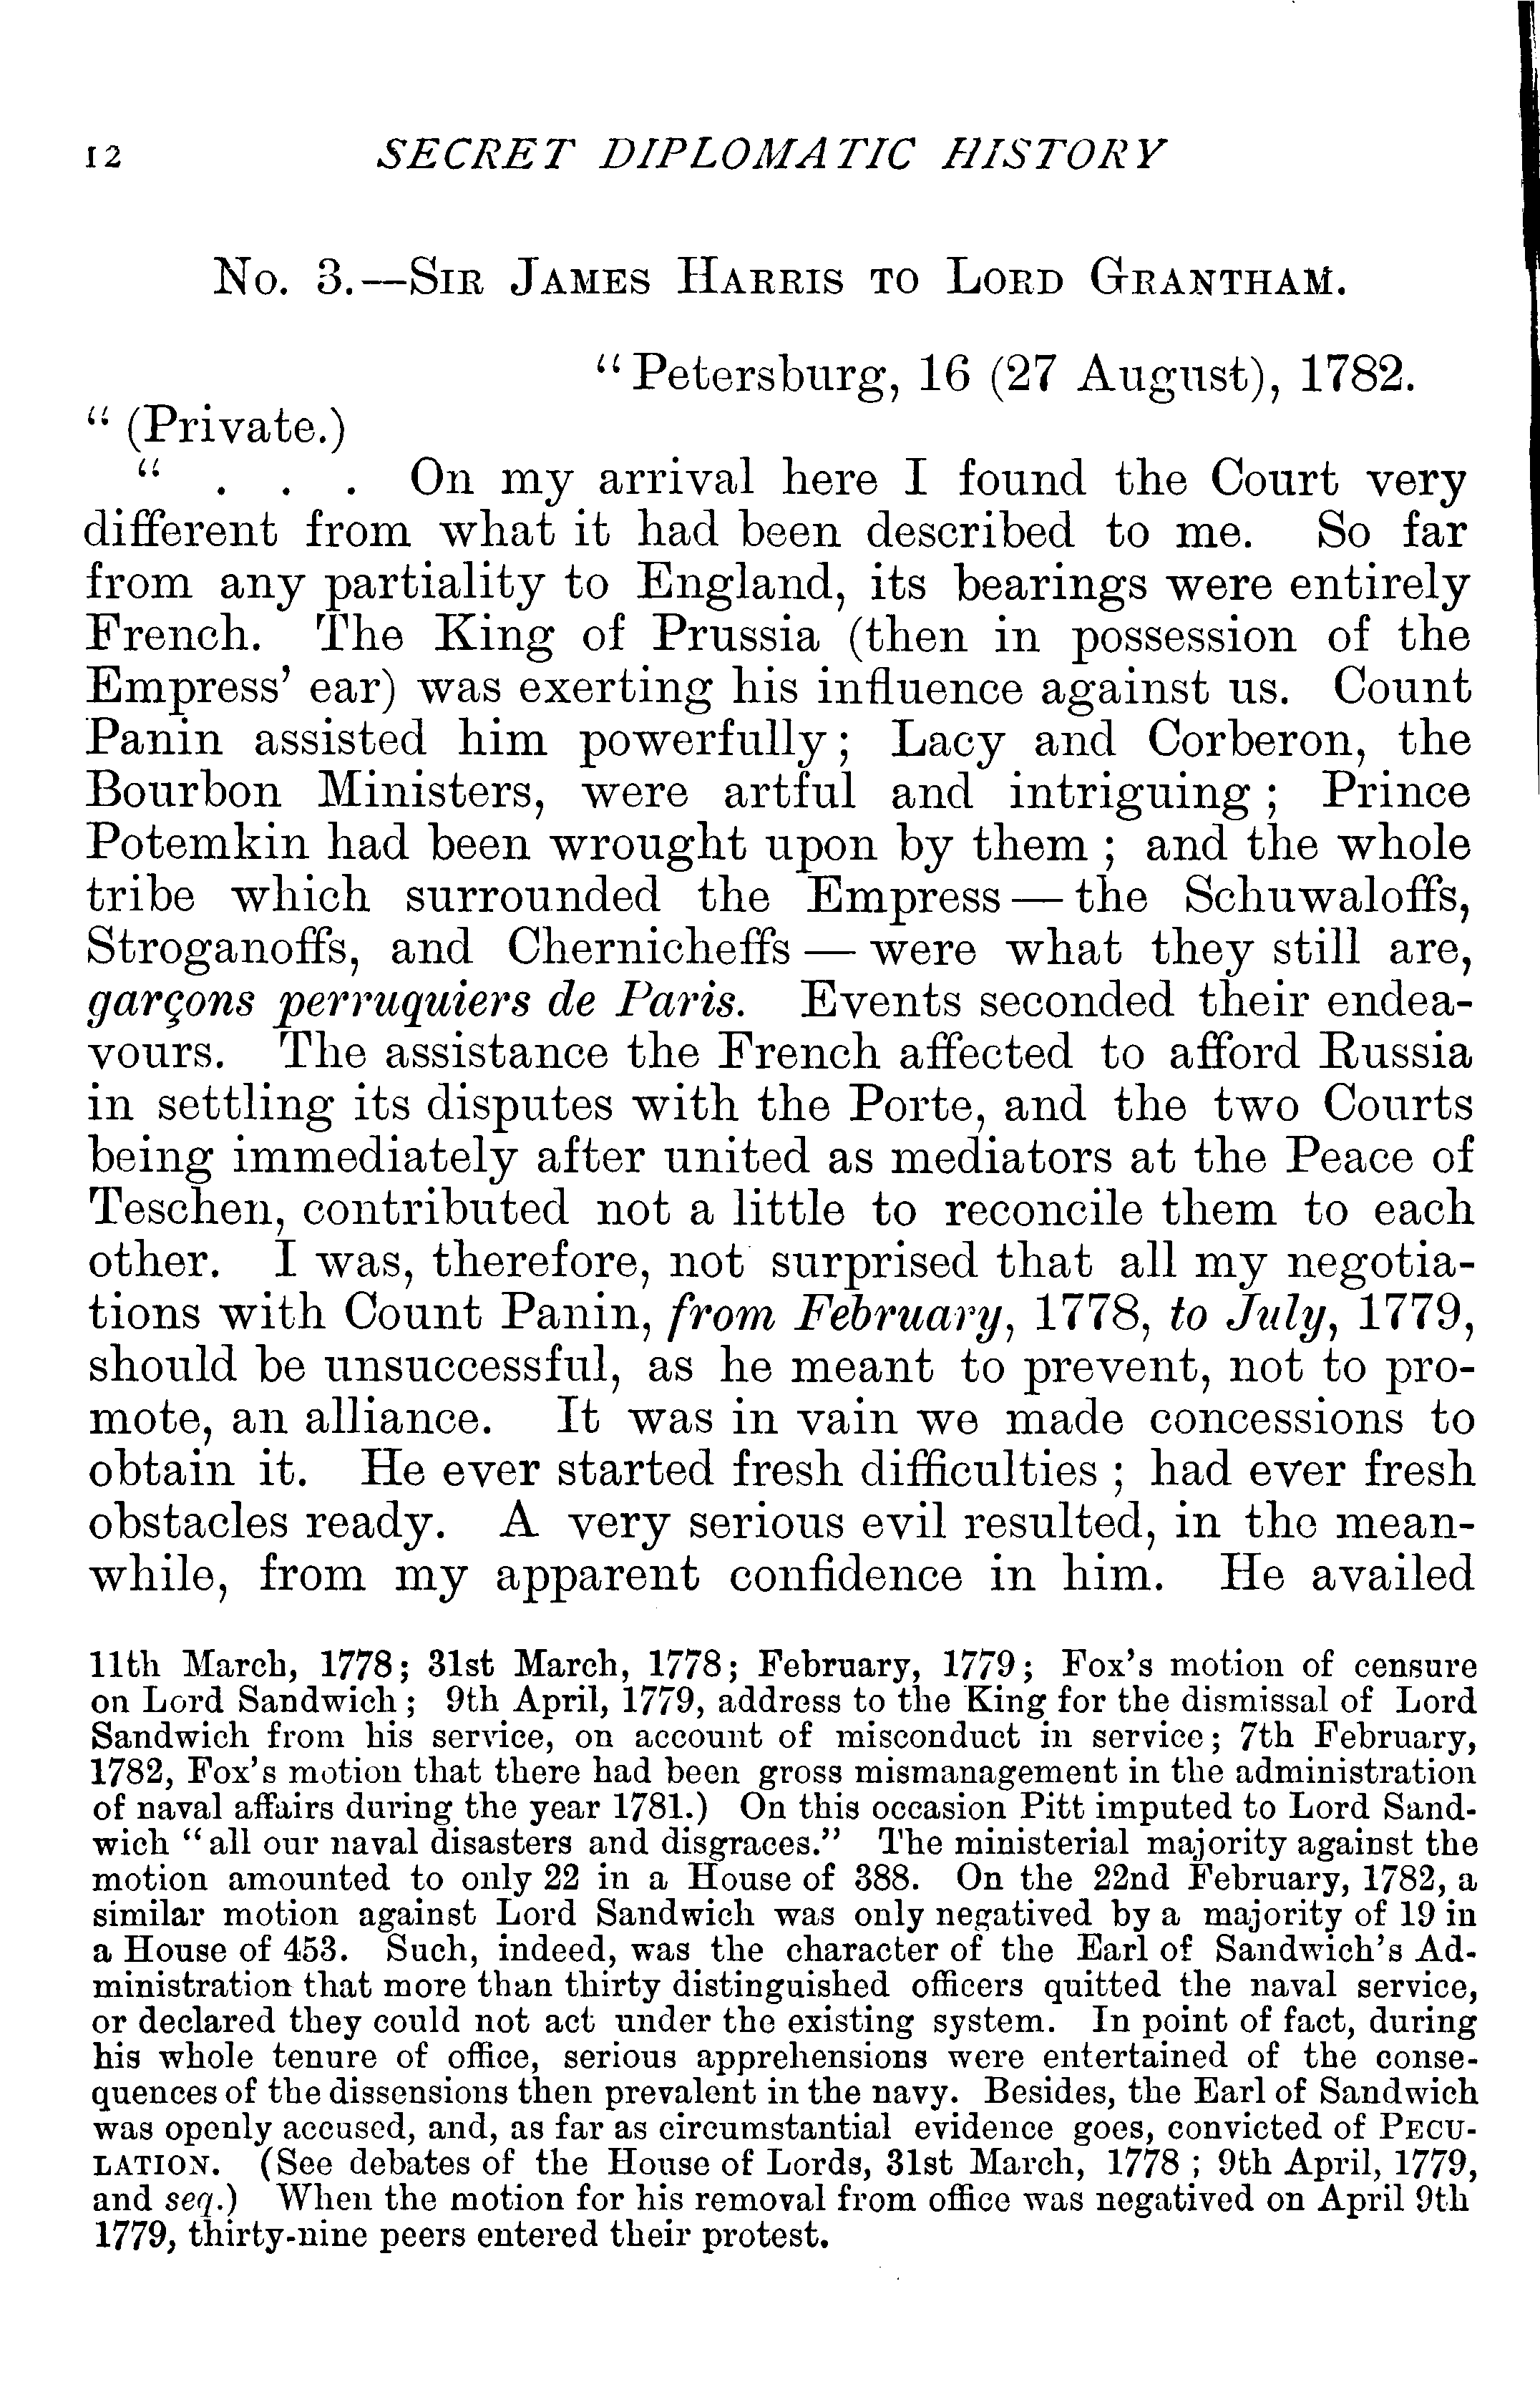 12 SECRET DIPLOMATIC HISTORY
No. 3.—Sir James Harris to Lord Grantham.
"Petersburg, 16 (27 August), 1782.
"(Private.)
" . . . On my arrival here I found the Court very
different from what it had been described to me. So far
from any partiality to England, its bearings were entirely
French. The King of Prussia (then in possession of the
Empress' ear) was exerting his influence against us. Count
Panin assisted him powerfully; Lacy and Corberon, the
Bourbon Ministers, were artful and intriguing; Prince
Potemkin had been wrought upon by them; and the whole
tribe which surrounded the Empress—the Schuwaloffs,
Stroganoffs, and Chernicheffs—were what they still are,
garçons perruquiers de Paris. Events seconded their endea-
vours. The assistance the French affected to afford Russia
in settling its disputes with the Porte, and the two Courts
being immediately after united as mediators at the Peace of
Teschen, contributed not a little to reconcile them to each
other. I was, therefore, not surprised that all my negotia-
tions with Count Panin, from February, 1778, to July, 1779,
should be unsuccessful, as he meant to prevent, not to pro-
mote, an alliance. It was in vain we made concessions to
obtain it. He ever started fresh difficulties; had ever fresh
obstacles ready. A very serious evil resulted, in the mean-
while, from my apparent confidence in him. He availed
11th March, 1778; 31st March, 1778; February, 1779; Fox's motion of censure
on Lord Sandwich; 9th April, 1779, address to the King for the dismissal of Lord
Sandwich from his service, on account of misconduct in service; 7th February,
1782, Fox's motion that there had been gross mismanagement in the administration
of naval affairs during the year 1781.) On this occasion Pitt imputed to Lord Sand-
wich "all our naval disasters and disgraces." The ministerial majority against the
motion amounted to only 22 in a House of 388. On the 22nd February, 1782, a
similar motion against Lord Sandwich was only negatived by a majority of 19 in
a House of 453. Such, indeed, was the character of the Earl of Sandwich's Ad-
ministration that more than thirty distinguished officers quitted the naval service,
or declared they could not act under the existing system. In point of fact, during
his whole tenure of office, serious apprehensions were entertained of the conse-
quences of the dissensions then prevalent in the navy. Besides, the Earl of Sandwich
was openly accused, and, as far as circumstantial evidence goes, convicted of Pecu-
lation. (See debates of the House of Lords, 31st March, 1778; 9th April, 1779,
and seq.) When the motion for his removal from office was negatived on April 9th
1779, thirty-nine peers entered their protest.